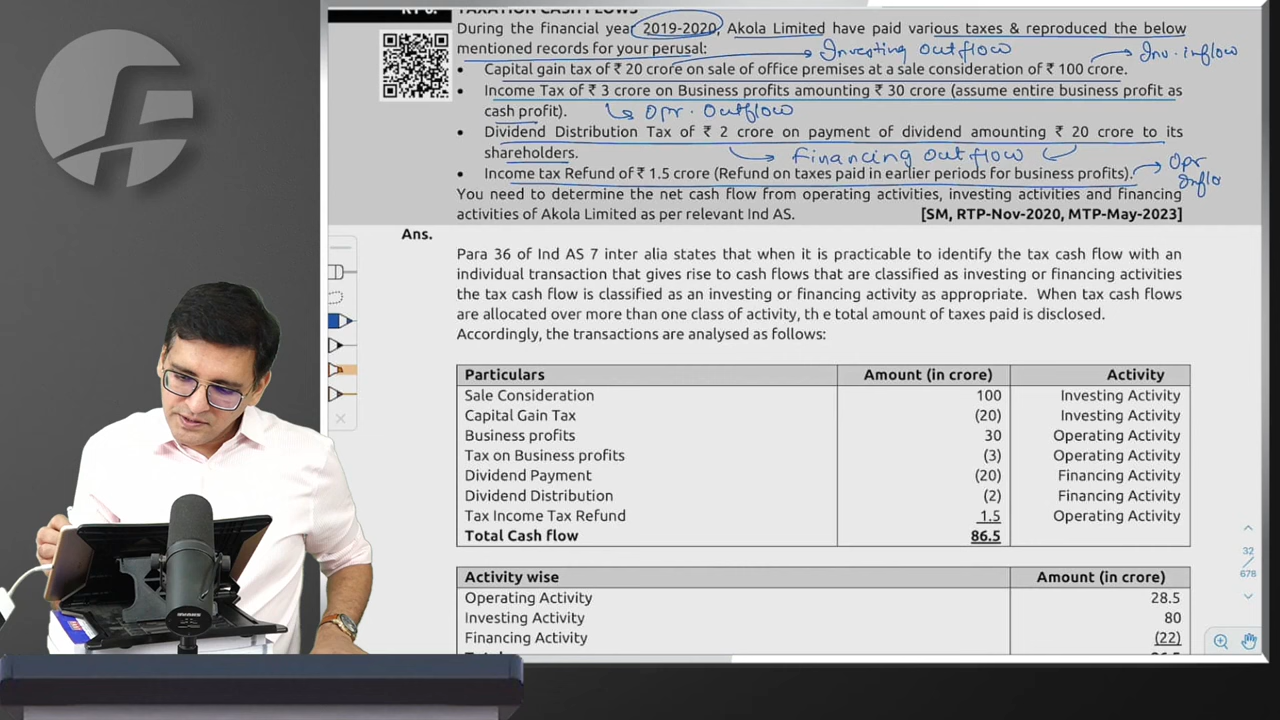 TAXATION CASH FLOWS
During the financial year 2019-2020, Akola Limited have paid various taxes & reproduced the below
mentioned records for your perusal:
Investing Outflow
Inv. inflow
• Capital gain tax of ₹ 20 crore on sale of office premises at a sale consideration of ₹ 100 crore.
• Income Tax of ₹ 3 crore on Business profits amounting ₹ 30 crore (assume entire business profit as
cash profit).
Opr. Outflow
• Dividend Distribution Tax of ₹ 2 crore on payment of dividend amounting ₹ 20 crore to its
shareholders.
Financing Outflow
• Income tax Refund of ₹ 1.5 crore (Refund on taxes paid in earlier periods for business profits).
Opr
Inflo
You need to determine the net cash flow from operating activities, investing activities and financing
activities of Akola Limited as per relevant Ind AS. [SM, RTP-Nov-2020, MTP-May-2023]
Ans.
Para 36 of Ind AS 7 inter alia states that when it is practicable to identify the tax cash flow with an
individual transaction that gives rise to cash flows that are classified as investing or financing activities
the tax cash flow is classified as an investing or financing activity as appropriate. When tax cash flows
are allocated over more than one class of activity, th e total amount of taxes paid is disclosed.
Accordingly, the transactions are analysed as follows:
Particulars Amount (in crore) Activity
Sale Consideration 100 Investing Activity
Capital Gain Tax (20) Investing Activity
Business profits 30 Operating Activity
Tax on Business profits (3) Operating Activity
Dividend Payment (20) Financing Activity
Dividend Distribution (2) Financing Activity
Tax Income Tax Refund 1.5 Operating Activity
Total Cash flow 86.5
Activity wise Amount (in crore)
Operating Activity 28.5
Investing Activity 80
Financing Activity (22)
32
678